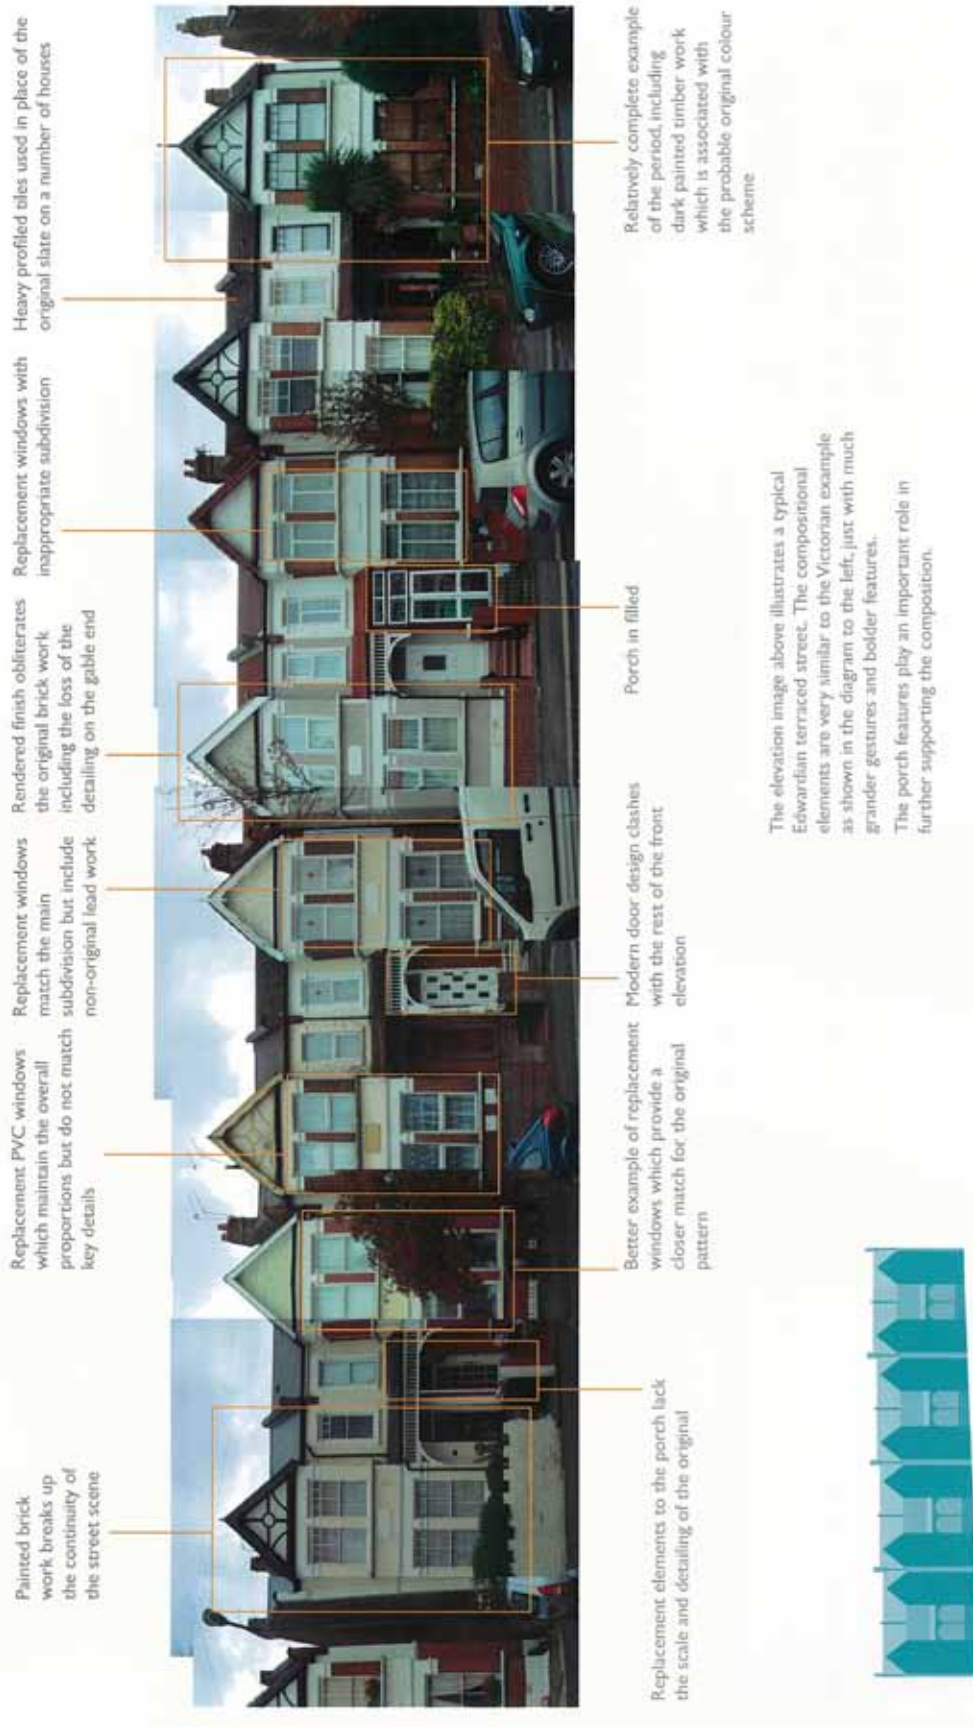 Painted brick
work breaks up
the continuity of
the street scene
Replacement PVC windows
which maintain the overall
proportions but do not match
key details
Replacement windows
match the main
subdivision but include
non-original lead work
Rendered finish obliterates
the original brick work
including the loss of the
detailing on the gable end
Replacement windows with
inappropriate subdivision
Heavy profiled tiles used in place of the
original slate on a number of houses
Replacement elements to the porch lack
the scale and detailing of the original
Better example of replacement
windows which provide a
closer match for the original
pattern
Modern door design clashes
with the rest of the front
elevation
Porch in filled
Relatively complete example
of the period, including
dark painted timber work
which is associated with
the probable original colour
scheme
The elevation image above illustrates a typical
Edwardian terraced street. The compositional
elements are very similar to the Victorian example
as shown in the diagram to the left, just with much
grander gestures and bolder features.
The porch features play an important role in
further supporting the composition.